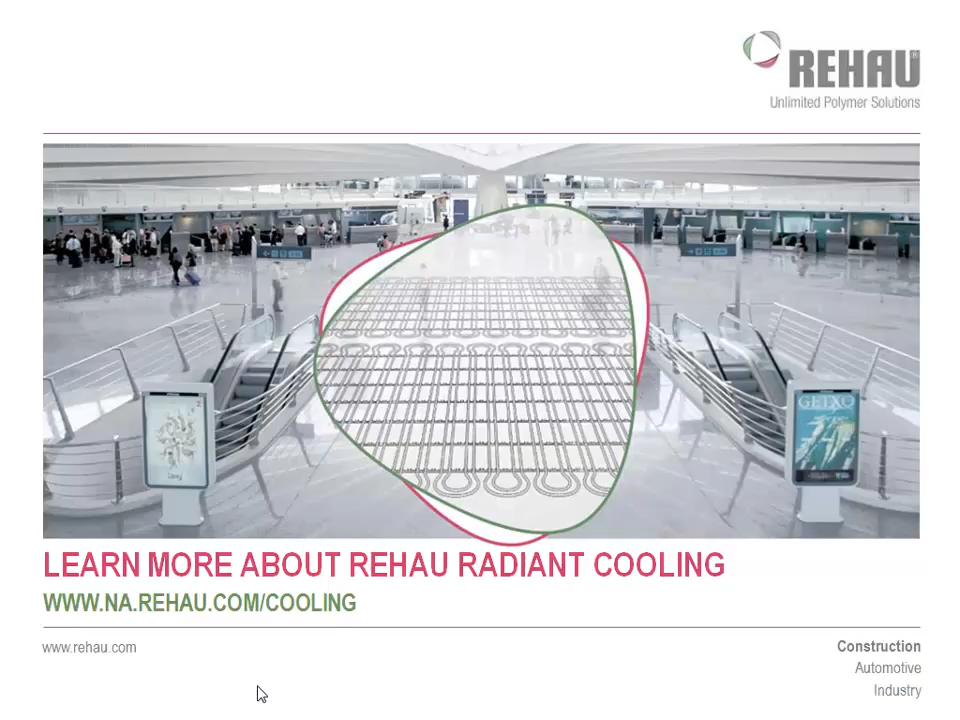 REHAU®
Unlimited Polymer Solutions
GETXO
LEARN MORE ABOUT REHAU RADIANT COOLING
WWW.NA.REHAU.COM/COOLING
www.rehau.com
Construction
Automotive
Industry